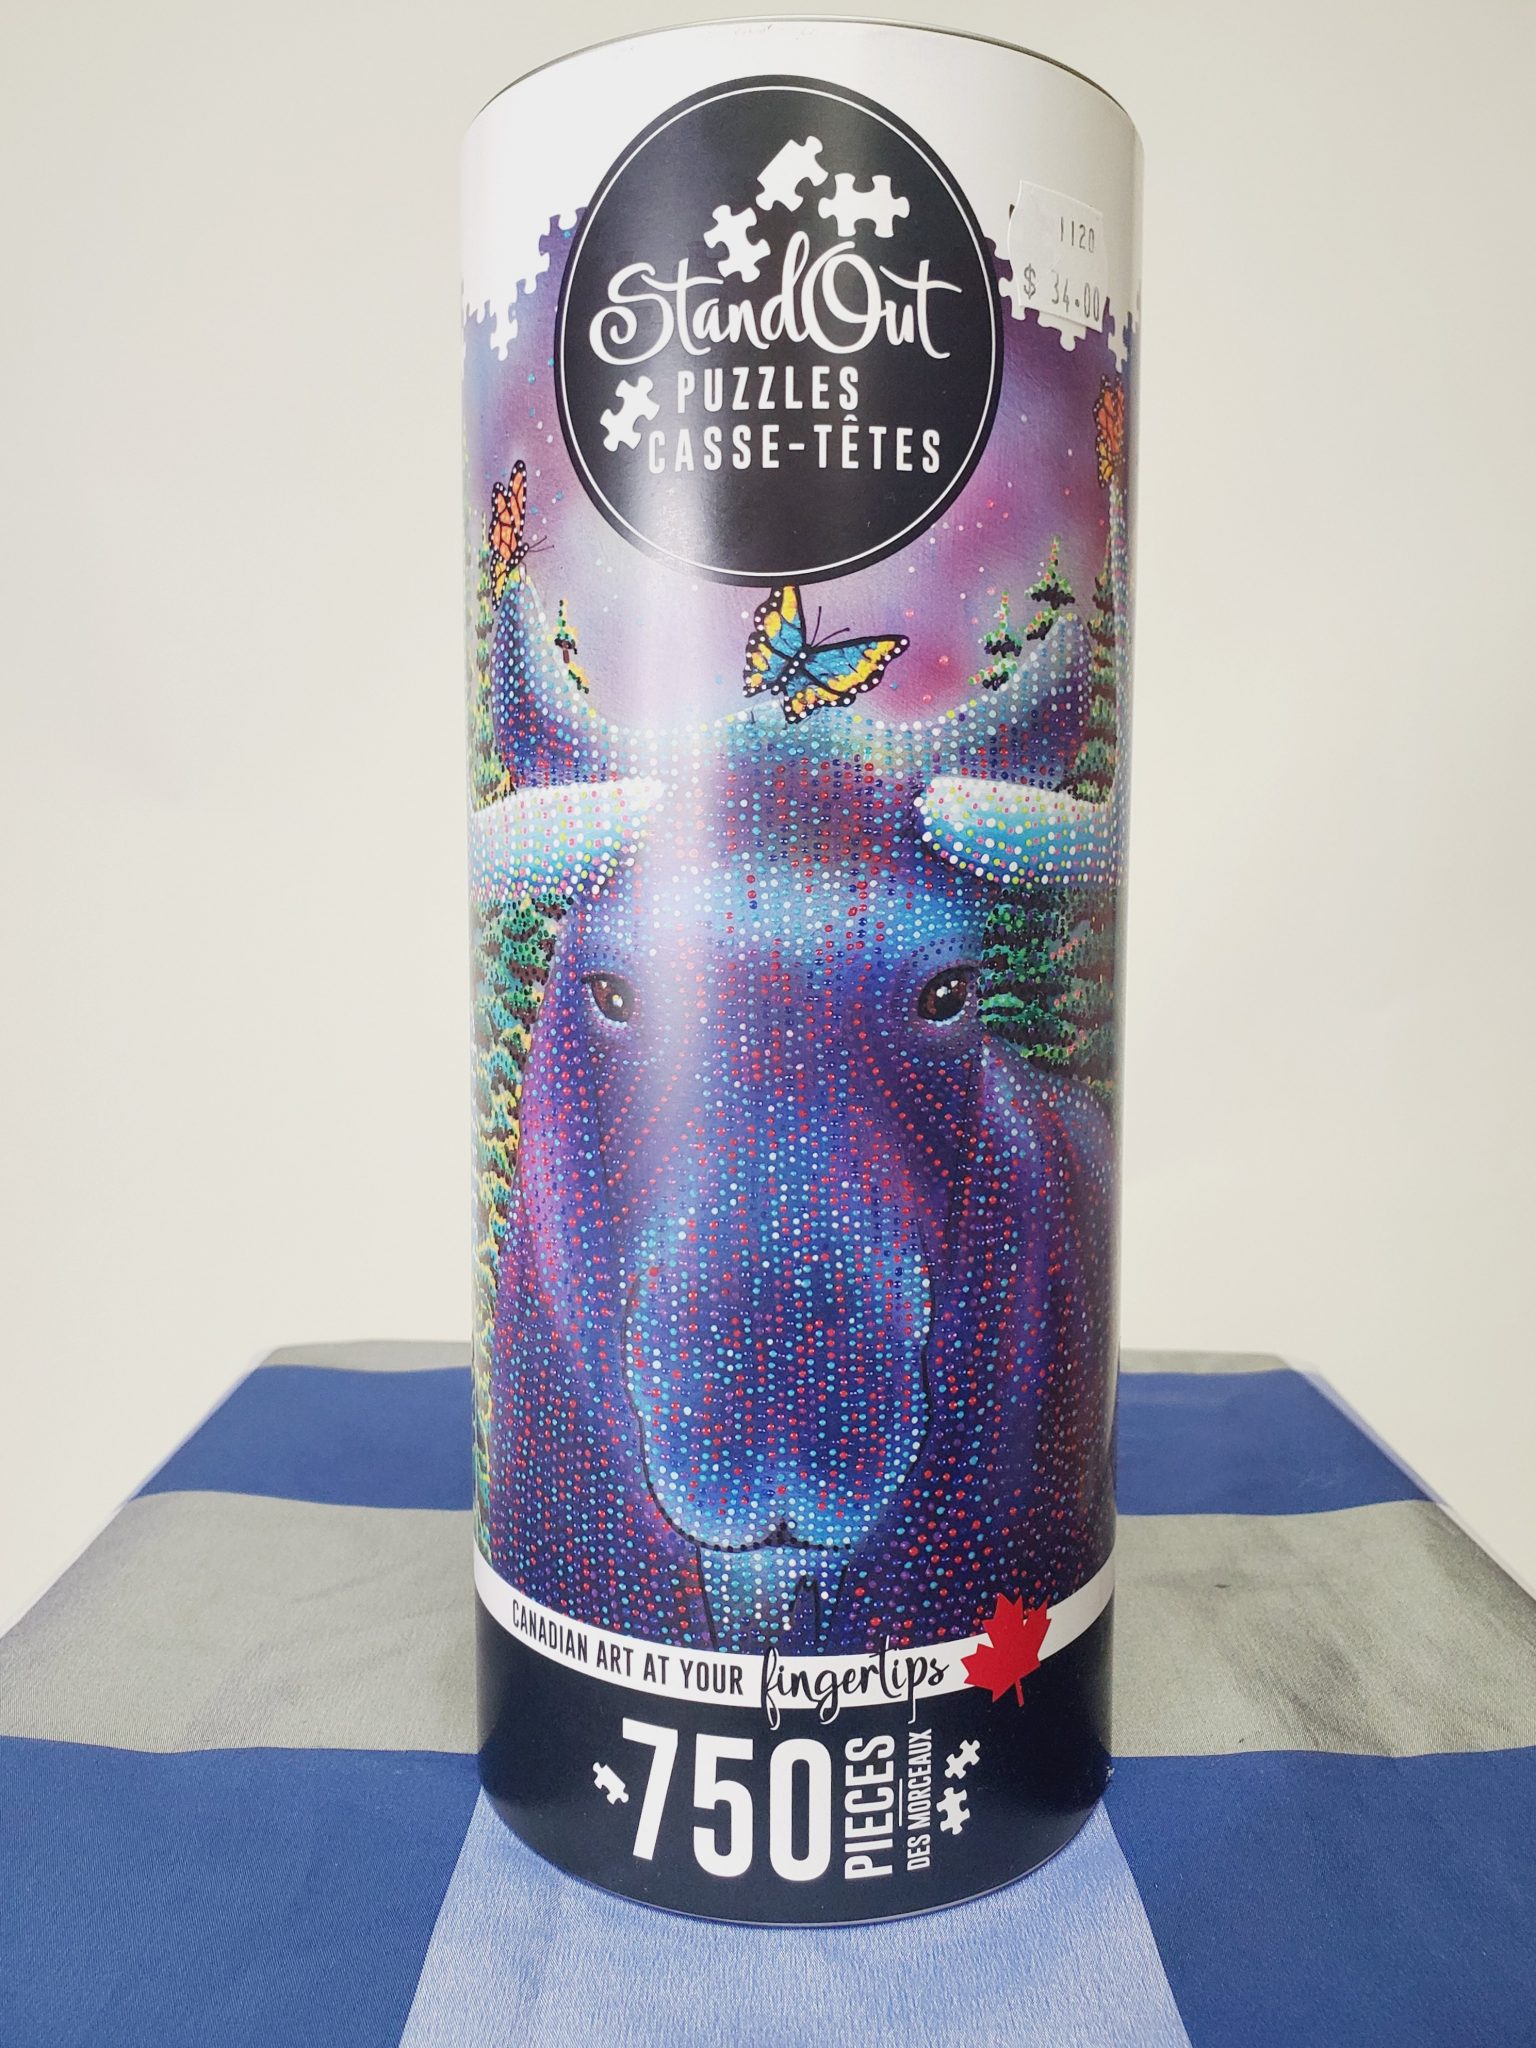 StandOut
PUZZLES
CASSE-TÊTES
1120
$ 34.00
CANADIAN ART AT YOUR fingertips
750
PIECES
DES MORCEAUX